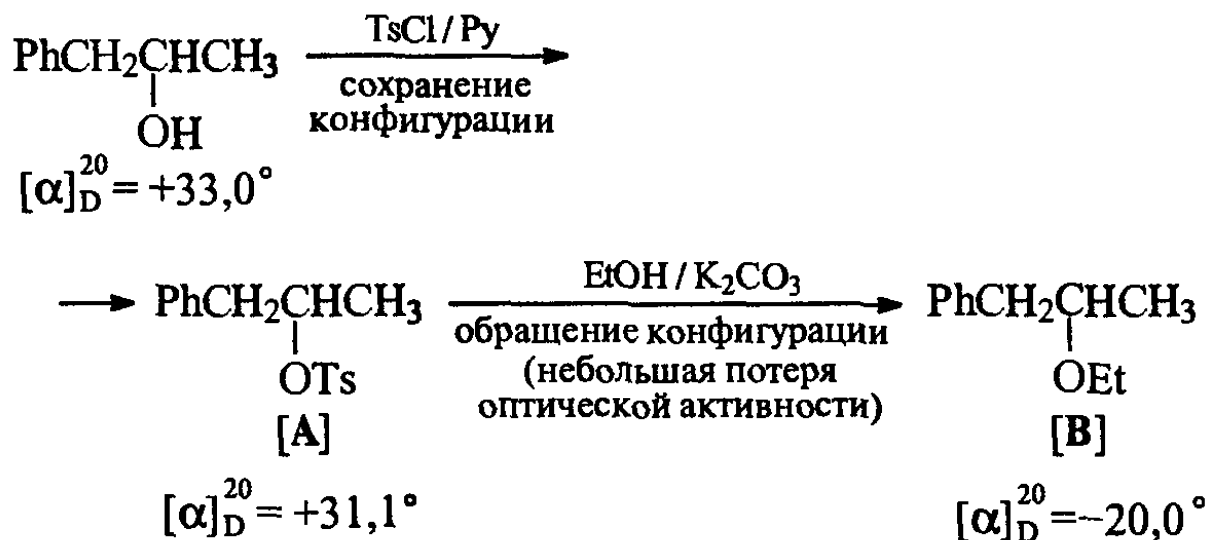 PhCH₂CHCH₃
OH
[α]D20 = +33,0°
TsCl / Py
сохранение
конфигурации
PhCH₂CHCH₃
OTs
[A]
[α]D20 = +31,1°
EtOH / K₂CO₃
обращение конфигурации
(небольшая потеря
оптической активности)
PhCH₂CHCH₃
OEt
[B]
[α]D20 =–20,0°